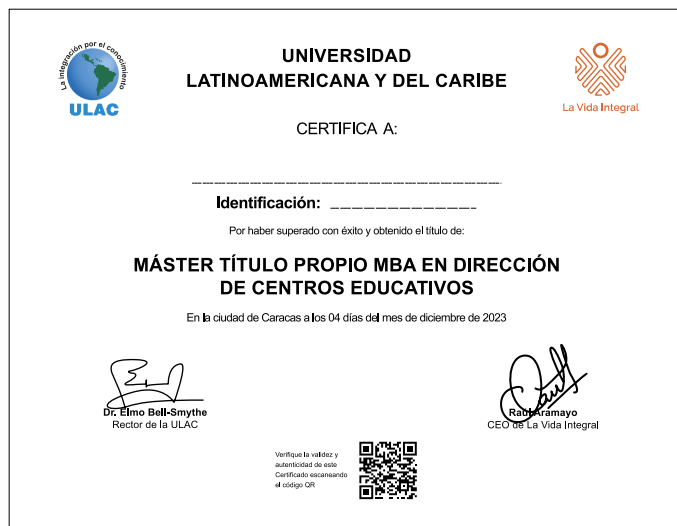 La integración por el conocimiento
ULAC
UNIVERSIDAD
LATINOAMERICANA Y DEL CARIBE
La Vida Integral
CERTIFICA A:
Identificación:
Por haber superado con éxito y obtenido el título de:
MÁSTER TÍTULO PROPIO MBA EN DIRECCIÓN
DE CENTROS EDUCATIVOS
En la ciudad de Caracas a los 04 días del mes de diciembre de 2023
Dr. Elmo Bell-Smythe
Rector de la ULAC
Raúl Aramayo
CEO de La Vida Integral
Verifique la validez y
autenticidad de este
Certificado escaneando
el código QR